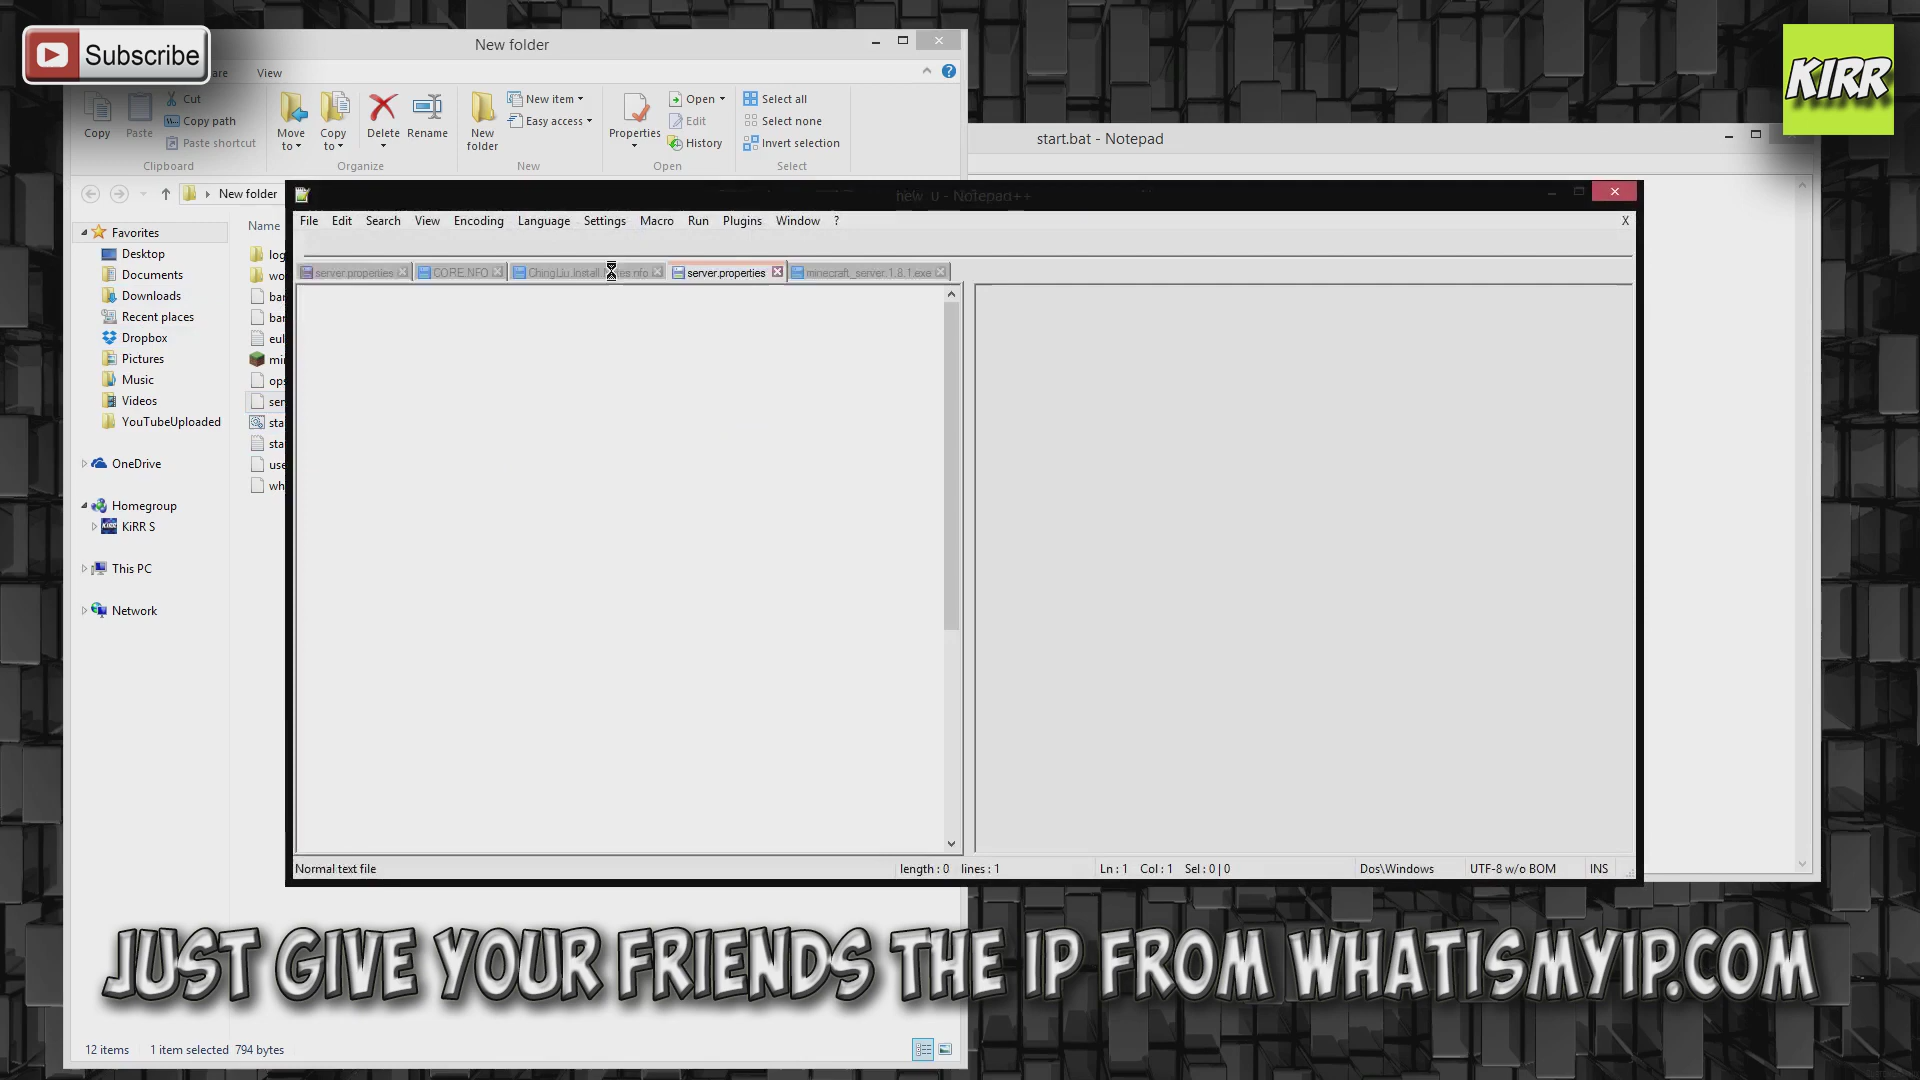 Subscribe
New folder
View
KIRR
Cut
Copy path
Paste shortcut
Copy
Paste
Clipboard
Move to
Copy to
Delete
Rename
Organize
New folder
New item
Easy access
New
Properties
Open
Edit
History
Open
Select all
Select none
Invert selection
Select
start.bat - Notepad
New folder
Notepad++
File Edit Search View Encoding Language Settings Macro Run Plugins Window ? X
server.properties
CORE.NFO
server.properties
minecraft_server.1.8.1.exe
Name
Favorites
Desktop
Documents
Downloads
Recent places
Dropbox
Pictures
Music
Videos
YouTubeUploaded
OneDrive
Homegroup
KiRR S
This PC
Network
Normal text file
length : 0 lines : 1
Ln : 1 Col : 1 Sel : 0 | 0
Dos\Windows
UTF-8 w/o BOM
INS
JUST GIVE YOUR FRIENDS THE IP FROM WHATISMYIP.COM
12 items 1 item selected 794 bytes